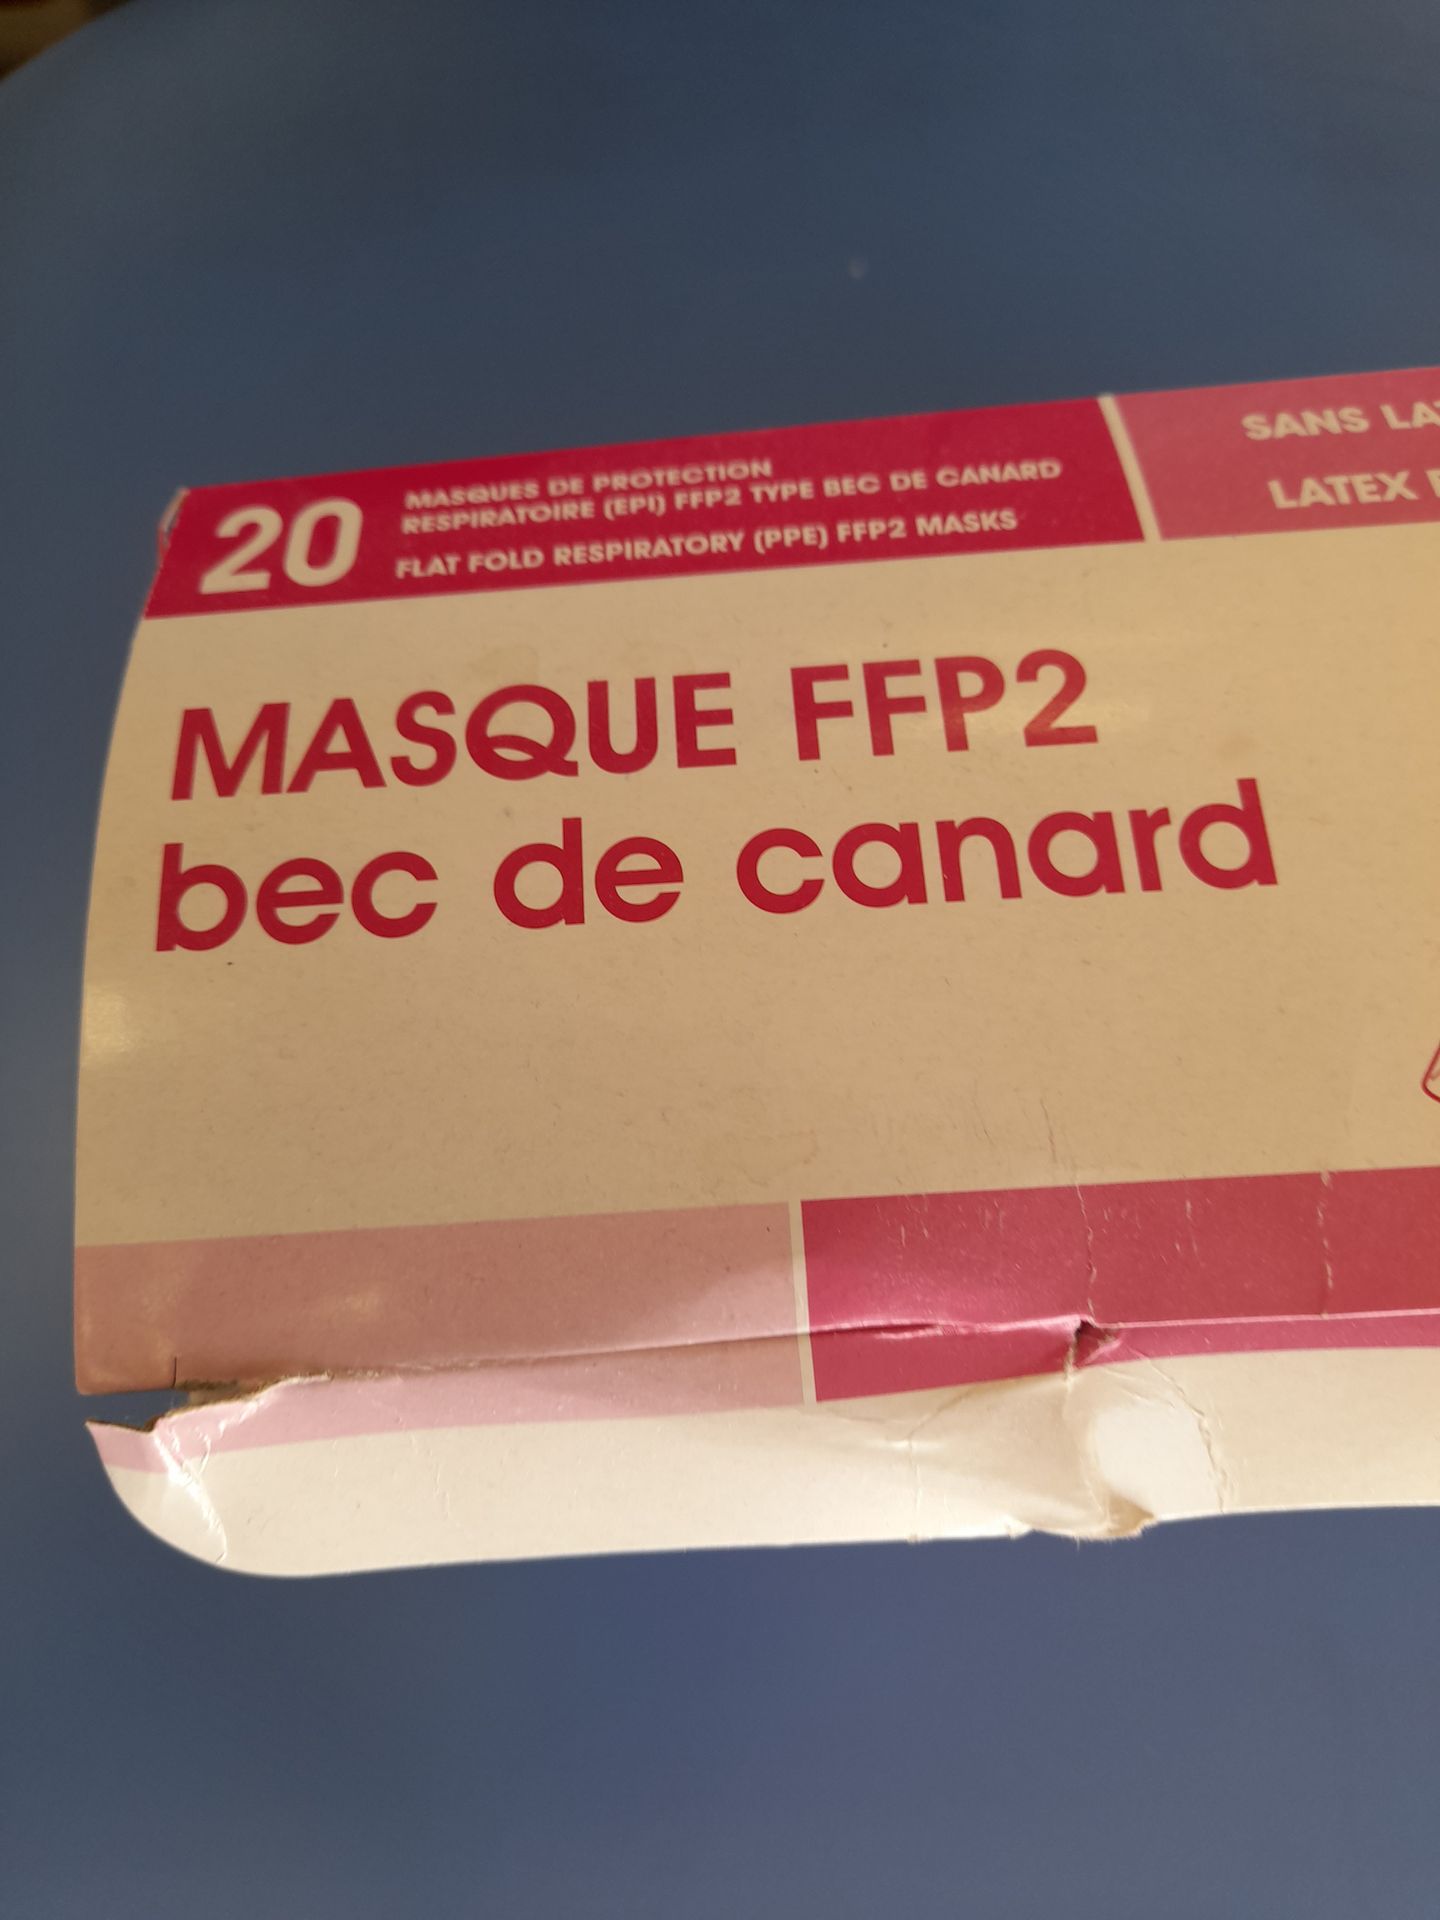 20
MASQUES DE PROTECTION
RESPIRATOIRE (EPI) FFP2 TYPE BEC DE CANARD
FLAT FOLD RESPIRATORY (PPE) FFP2 MASKS
SANS
LATEX
MASQUE FFP2
bec de canard